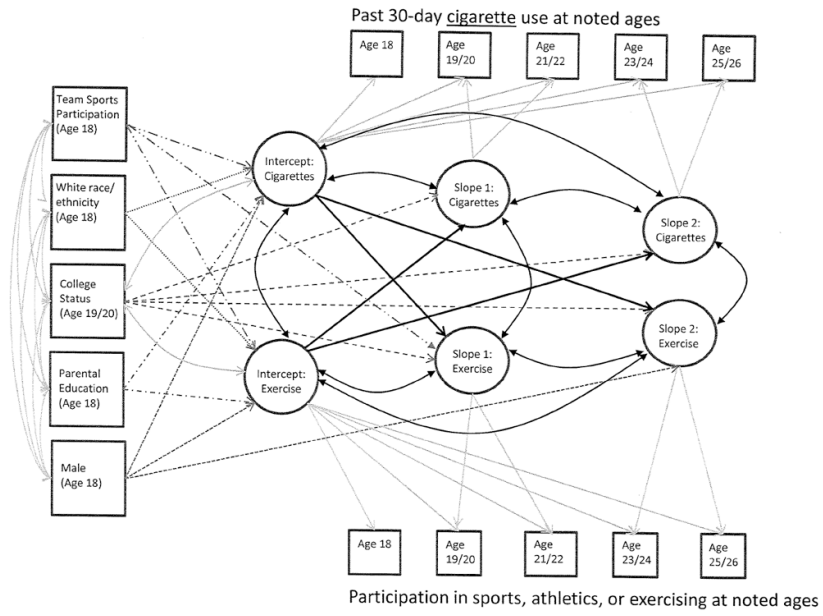 Past 30-day cigarette use at noted ages
Age 18
Age
19/20
Age
21/22
Age
23/24
Age
25/26
Team Sports
Participation
(Age 18)
White race/
ethnicity
(Age 18)
College
Status
(Age 19/20)
Parental
Education
(Age 18)
Male
(Age 18)
Intercept:
Cigarettes
Slope 1:
Cigarettes
Slope 2:
Cigarettes
Intercept:
Exercise
Slope 1:
Exercise
Slope 2:
Exercise
Age 18
Age
19/20
Age
21/22
Age
23/24
Age
25/26
Participation in sports, athletics, or exercising at noted ages